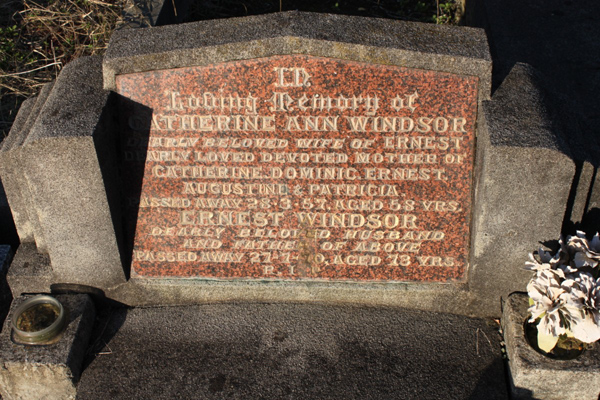 In
Loving Memory of
CATHERINE ANN WINDSOR
DEARLY BELOVED WIFE OF ERNEST
DEARLY LOVED DEVOTED MOTHER OF
CATHERINE, DOMINIC, ERNEST,
AUGUSTINE & PATRICIA.
PASSED AWAY 28·3·57, AGED 58 YRS.
ERNEST WINDSOR
DEARLY BELOVED HUSBAND
AND FATHER OF ABOVE
PASSED AWAY AGED 73 YRS.
R. I.